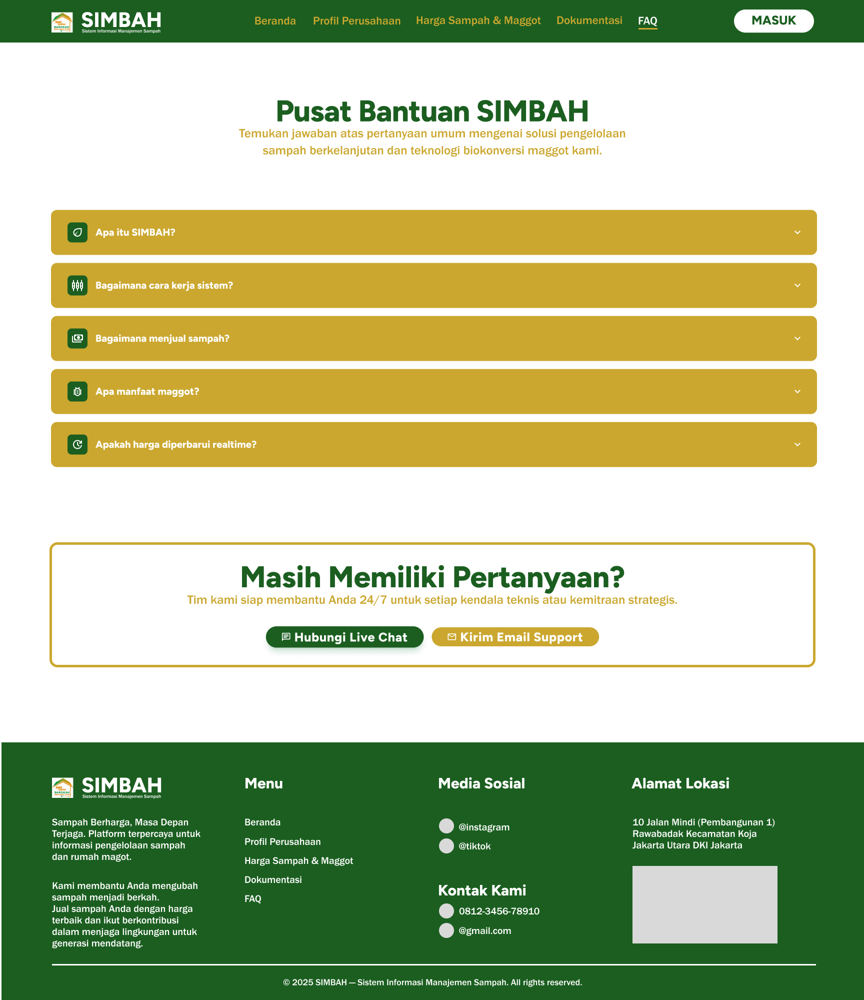 SIMBAH
Sistem Informasi Manajemen Sampah
Beranda
Profil Perusahaan
Harga Sampah & Maggot
Dokumentasi
FAQ
MASUK
Pusat Bantuan SIMBAH
Temukan jawaban atas pertanyaan umum mengenai solusi pengelolaan
sampah berkelanjutan dan teknologi biokonversi maggot kami.
Apa itu SIMBAH?
Bagaimana cara kerja sistem?
Bagaimana menjual sampah?
Apa manfaat maggot?
Apakah harga diperbarui realtime?
Masih Memiliki Pertanyaan?
Tim kami siap membantu Anda 24/7 untuk setiap kendala teknis atau kemitraan strategis.
Hubungi Live Chat
Kirim Email Support
BAROKAH
SIMBAH
Sistem Informasi Manajemen Sampah
Sampah Berharga, Masa Depan
Terjaga. Platform terpercaya untuk
informasi pengelolaan sampah
dan rumah magot.
Kami membantu Anda mengubah
sampah menjadi berkah.
Jual sampah Anda dengan harga
terbaik dan ikut berkontribusi
dalam menjaga lingkungan untuk
generasi mendatang.
Menu
Beranda
Profil Perusahaan
Harga Sampah & Maggot
Dokumentasi
FAQ
Media Sosial
@instagram
@tiktok
Kontak Kami
0812-3456-78910
@gmail.com
Alamat Lokasi
10 Jalan Mindi (Pembangunan 1)
Rawabadak Kecamatan Koja
Jakarta Utara DKI Jakarta
© 2025 SIMBAH — Sistem Informasi Manajemen Sampah. All rights reserved.